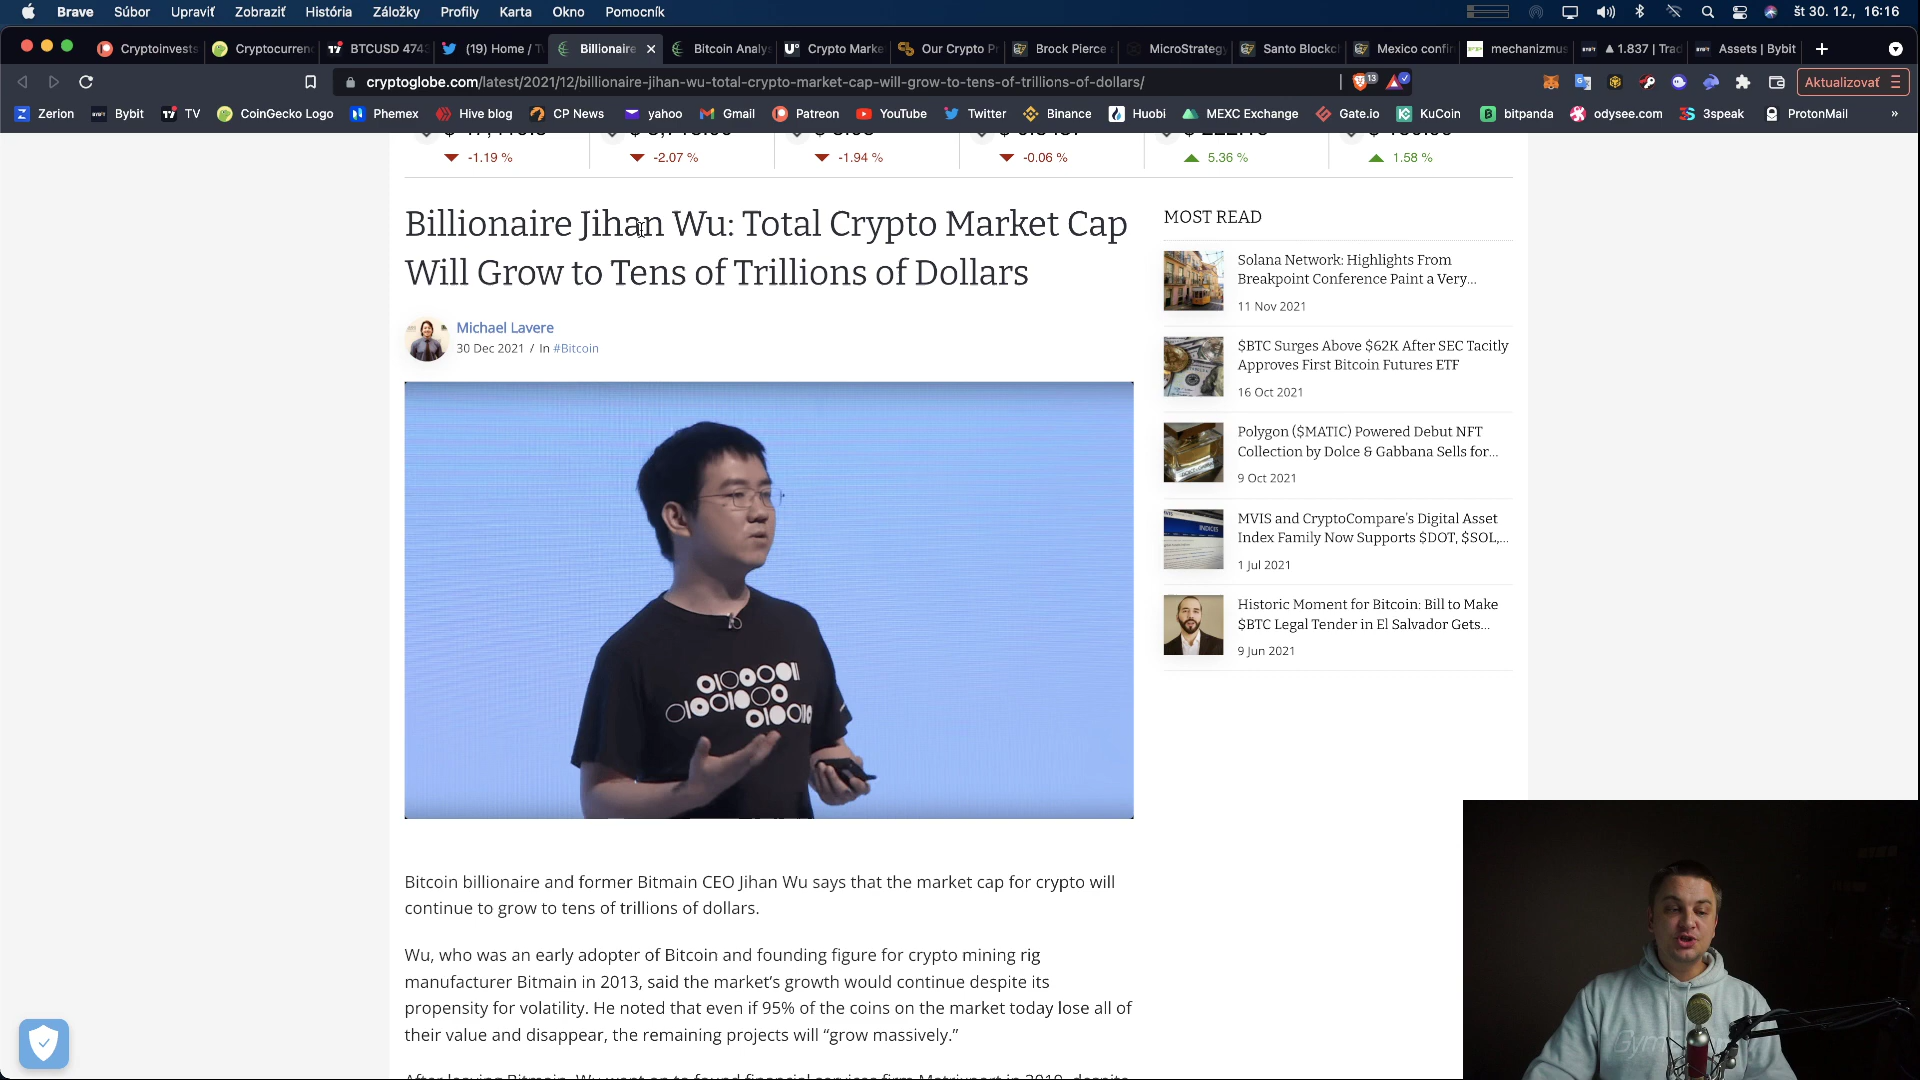 Brave Súbor Upraviť Zobraziť História Záložky Profily Karta Okno Pomocník št 30. 12., 16:16
Cryptoinvest Cryptocurren BTCUSD 474 (19) Home / T Billionaire Bitcoin Analy Crypto Marke Our Crypto P Brock Pierce MicroStrategy Santo Blockc Mexico confir mechanizmus ▲ 1.837 | Trad Assets | Bybit
cryptoglobe.com/latest/2021/12/billionaire-jihan-wu-total-crypto-market-cap-will-grow-to-tens-of-trillions-of-dollars/ 13 Aktualizovať
Zerion Bybit TV CoinGecko Logo Phemex Hive blog CP News yahoo Gmail Patreon YouTube Twitter Binance Huobi MEXC Exchange Gate.io KuCoin bitpanda odysee.com 3speak ProtonMail »
-1.19 % -2.07 % -1.94 % -0.06 % 5.36 % 1.58 %
Billionaire Jihan Wu: Total Crypto Market Cap
Will Grow to Tens of Trillions of Dollars
Michael Lavere
30 Dec 2021 / In #Bitcoin
MOST READ
Solana Network: Highlights From
Breakpoint Conference Paint a Very...
11 Nov 2021
$BTC Surges Above $62K After SEC Tacitly
Approves First Bitcoin Futures ETF
16 Oct 2021
Polygon ($MATIC) Powered Debut NFT
Collection by Dolce & Gabbana Sells for...
9 Oct 2021
MVIS and CryptoCompare's Digital Asset
Index Family Now Supports $DOT, $SOL,...
1 Jul 2021
Historic Moment for Bitcoin: Bill to Make
$BTC Legal Tender in El Salvador Gets...
9 Jun 2021
Bitcoin billionaire and former Bitmain CEO Jihan Wu says that the market cap for crypto will
continue to grow to tens of trillions of dollars.
Wu, who was an early adopter of Bitcoin and founding figure for crypto mining rig
manufacturer Bitmain in 2013, said the market's growth would continue despite its
propensity for volatility. He noted that even if 95% of the coins on the market today lose all of
their value and disappear, the remaining projects will “grow massively.”